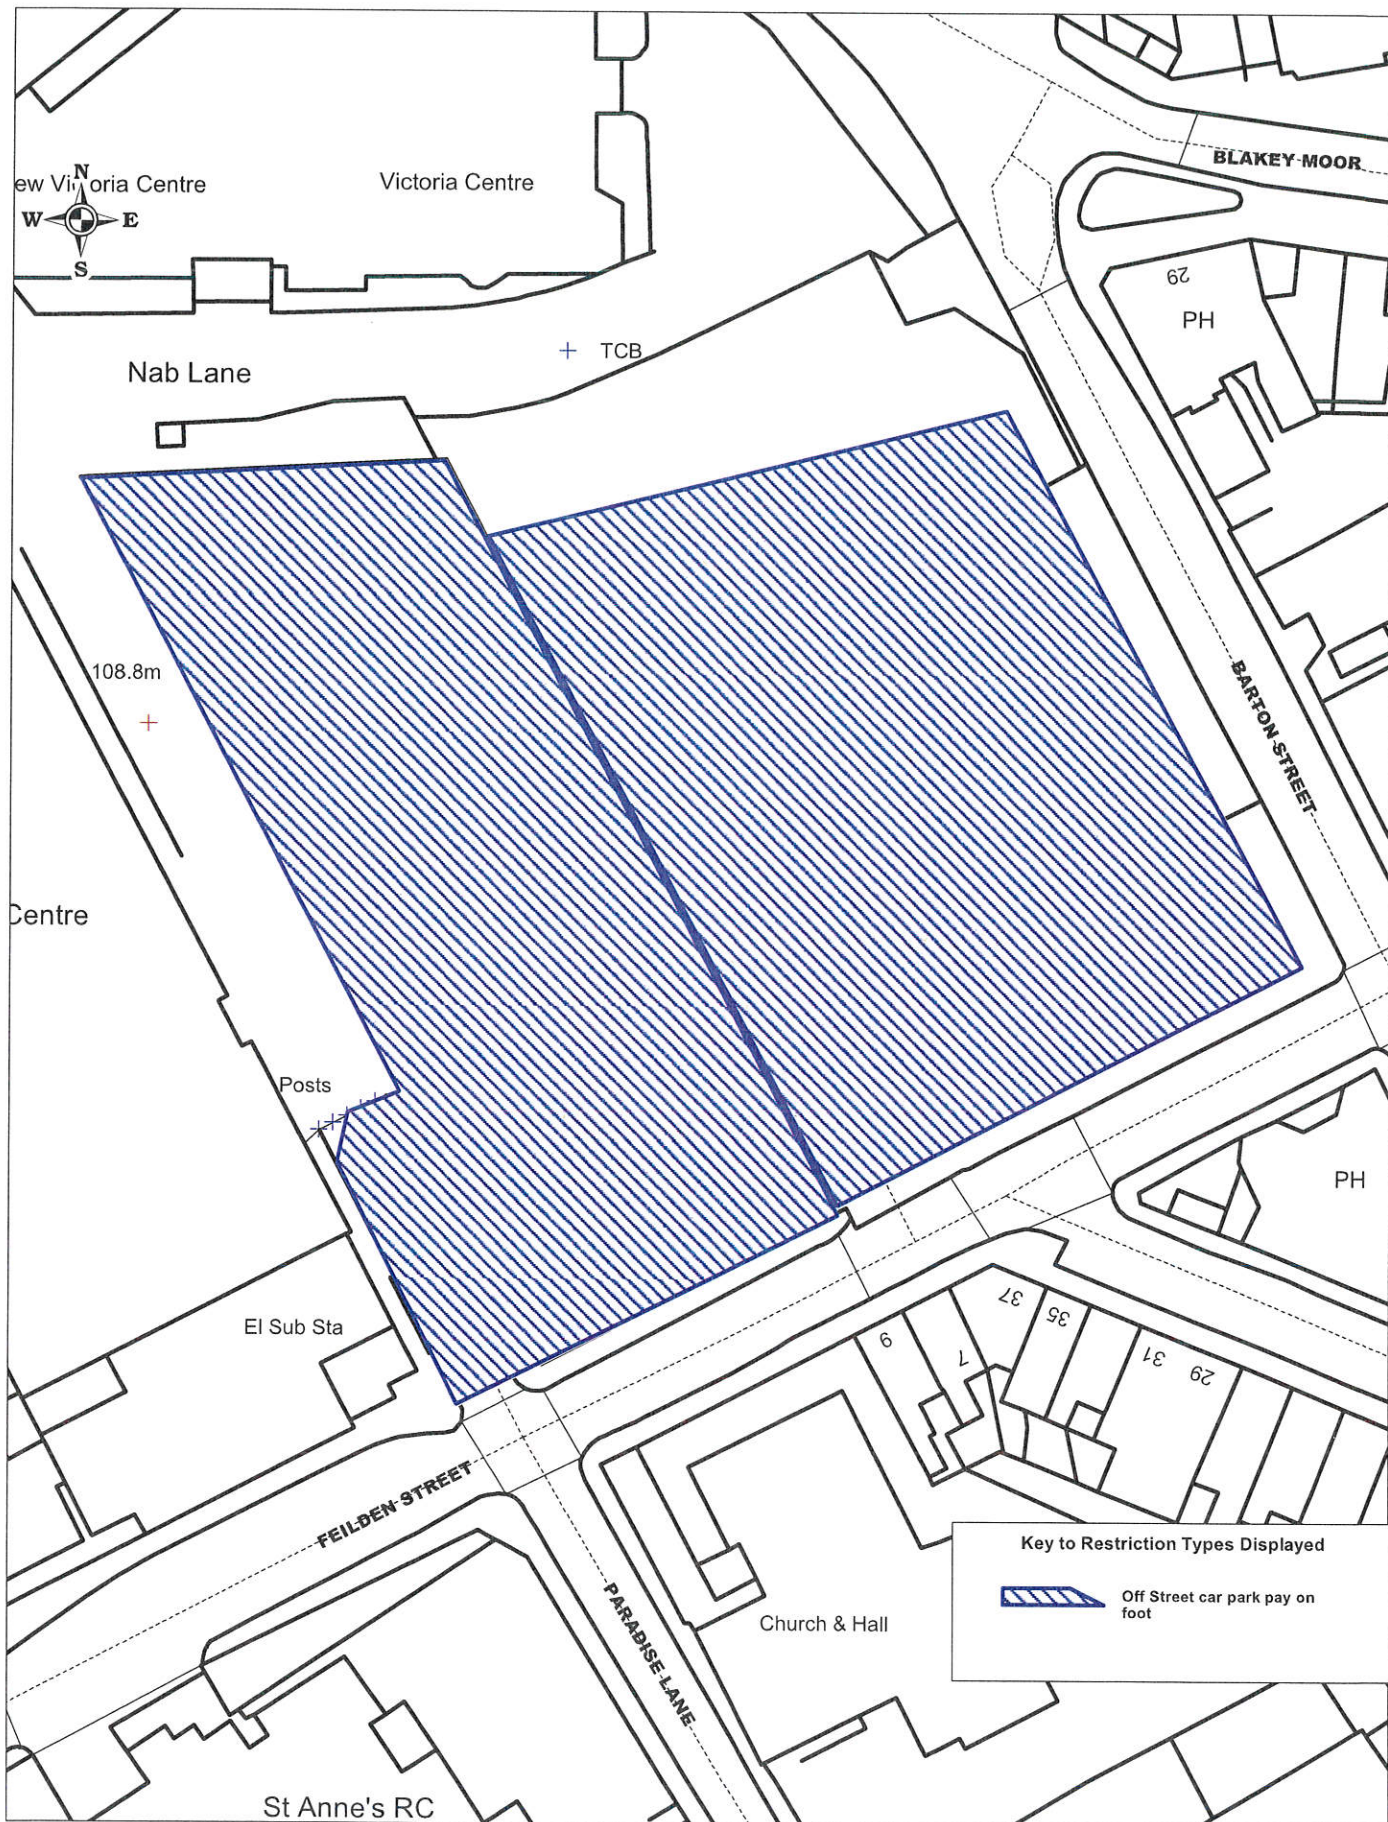 BLAKEY MOOR
ew Victoria Centre
Victoria Centre
N
W
E
S
29
PH
TCB
Nab Lane
108.8m
BARTON STREET
Centre
Posts
PH
El Sub Sta
37
35
31
29
9
7
FEILDEN STREET
PARADISE LANE
Church & Hall
St Anne's RC
Key to Restriction Types Displayed
Off Street car park pay on
foot